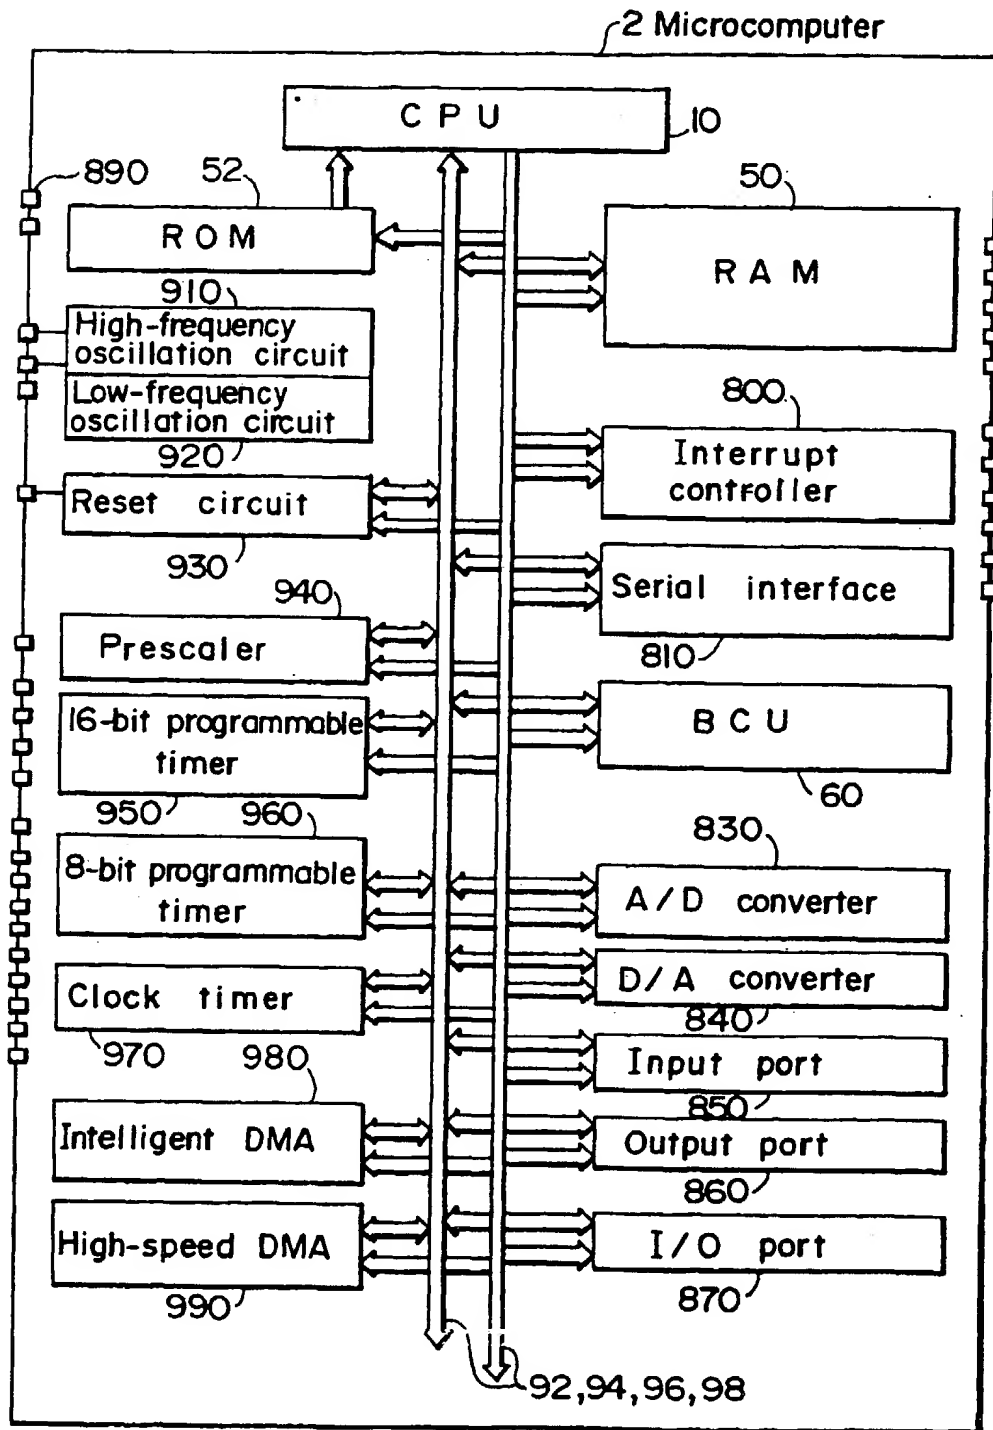 2 Microcomputer
CPU
10
890
52
ROM
50
RAM
910
High-frequency
oscillation circuit
Low-frequency
oscillation circuit
920
800
Interrupt
controller
Reset circuit
930
Serial interface
810
940
Prescaler
16-bit programmable
timer
950
BCU
60
960
8-bit programmable
timer
830
A/D converter
D/A converter
840
Clock timer
970
Input port
850
980
Intelligent DMA
Output port
860
High-speed DMA
990
I/O port
870
92,94,96,98